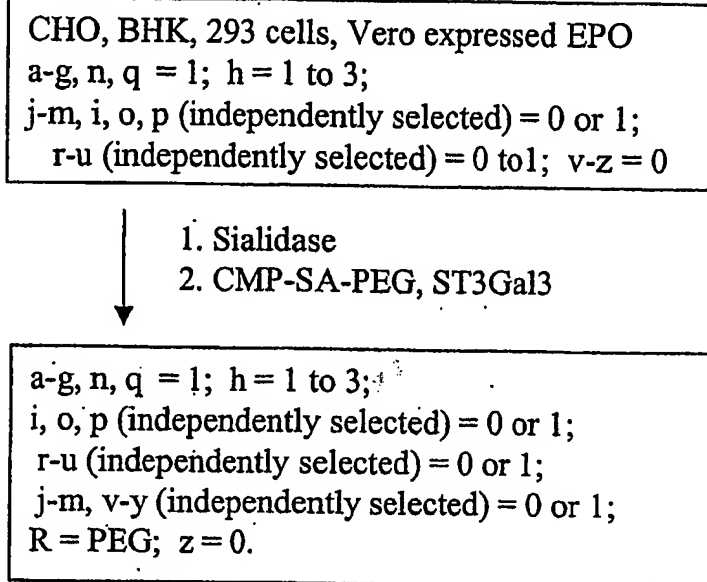 CHO, BHK, 293 cells, Vero expressed EPO
a-g, n, q = 1; h = 1 to 3;
j-m, i, o, p (independently selected) = 0 or 1;
r-u (independently selected) = 0 to1; v-z = 0
1. Sialidase
2. CMP-SA-PEG, ST3Gal3
a-g, n, q = 1; h = 1 to 3;
i, o, p (independently selected) = 0 or 1;
r-u (independently selected) = 0 or 1;
j-m, v-y (independently selected) = 0 or 1;
R = PEG; z = 0.